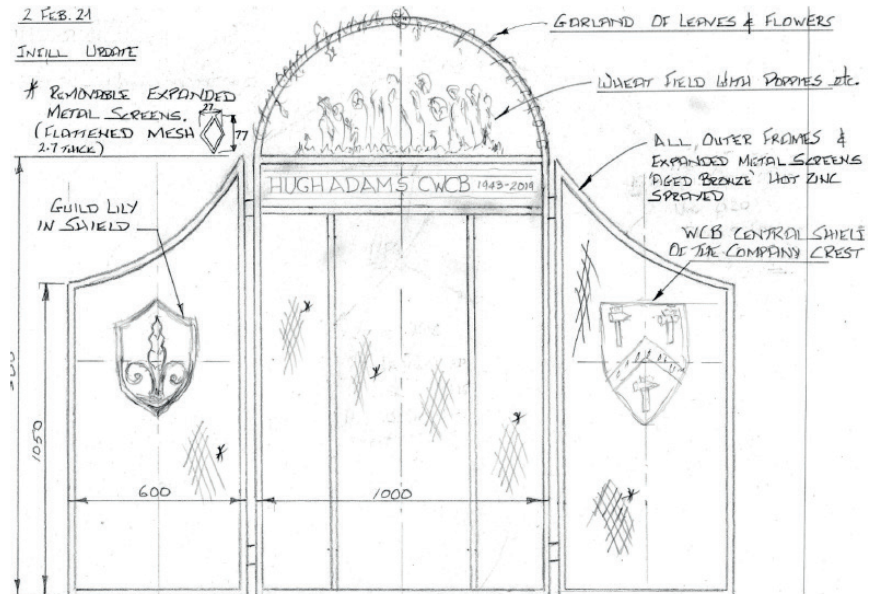 2 FEB. 21
INFILL UPDATE
* REMOVABLE EXPANDED
METAL SCREENS.
(FLATTENED MESH
2.7 THICK)
27
77
GARLAND OF LEAVES & FLOWERS
WHEAT FIELD WITH POPPIES etc.
ALL, OUTER FRAMES &
EXPANDED METAL SCREENS
'AGED BRONZE' HOT ZINC
SPRAYED
HUGH ADAMS CWCB 1943-2019
GUILD LILY
IN SHIELD
WCB CENTRAL SHIELD
OF THE COMPANY CREST
1050
600
1000